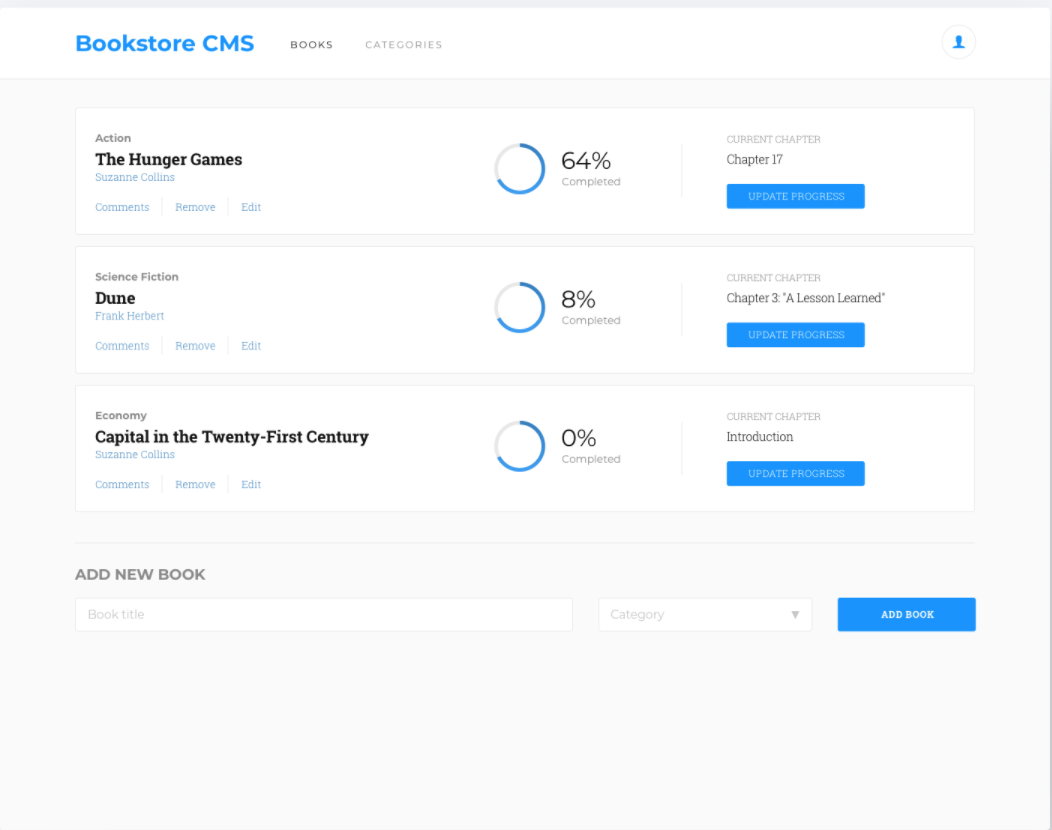 Bookstore CMS BOOKS CATEGORIES
Action
The Hunger Games
Suzanne Collins
Comments Remove Edit
64%
Completed
CURRENT CHAPTER
Chapter 17
UPDATE PROGRESS
Science Fiction
Dune
Frank Herbert
Comments Remove Edit
8%
Completed
CURRENT CHAPTER
Chapter 3: "A Lesson Learned"
UPDATE PROGRESS
Economy
Capital in the Twenty-First Century
Suzanne Collins
Comments Remove Edit
0%
Completed
CURRENT CHAPTER
Introduction
UPDATE PROGRESS
ADD NEW BOOK
Book title Category ADD BOOK